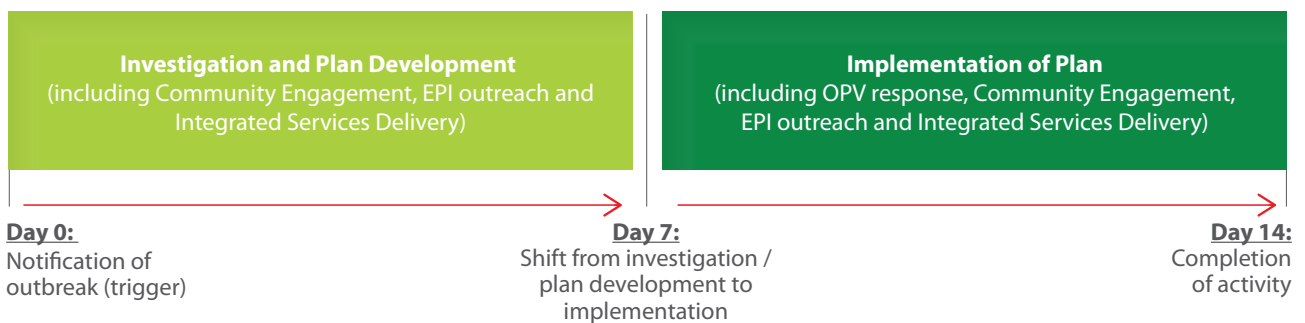 Investigation and Plan Development
(including Community Engagement, EPI outreach and
Integrated Services Delivery)
Implementation of Plan
(including OPV response, Community Engagement,
EPI outreach and Integrated Services Delivery)
Day 0:
Notification of
outbreak (trigger)
Day 7:
Shift from investigation /
plan development to
implementation
Day 14:
Completion
of activity